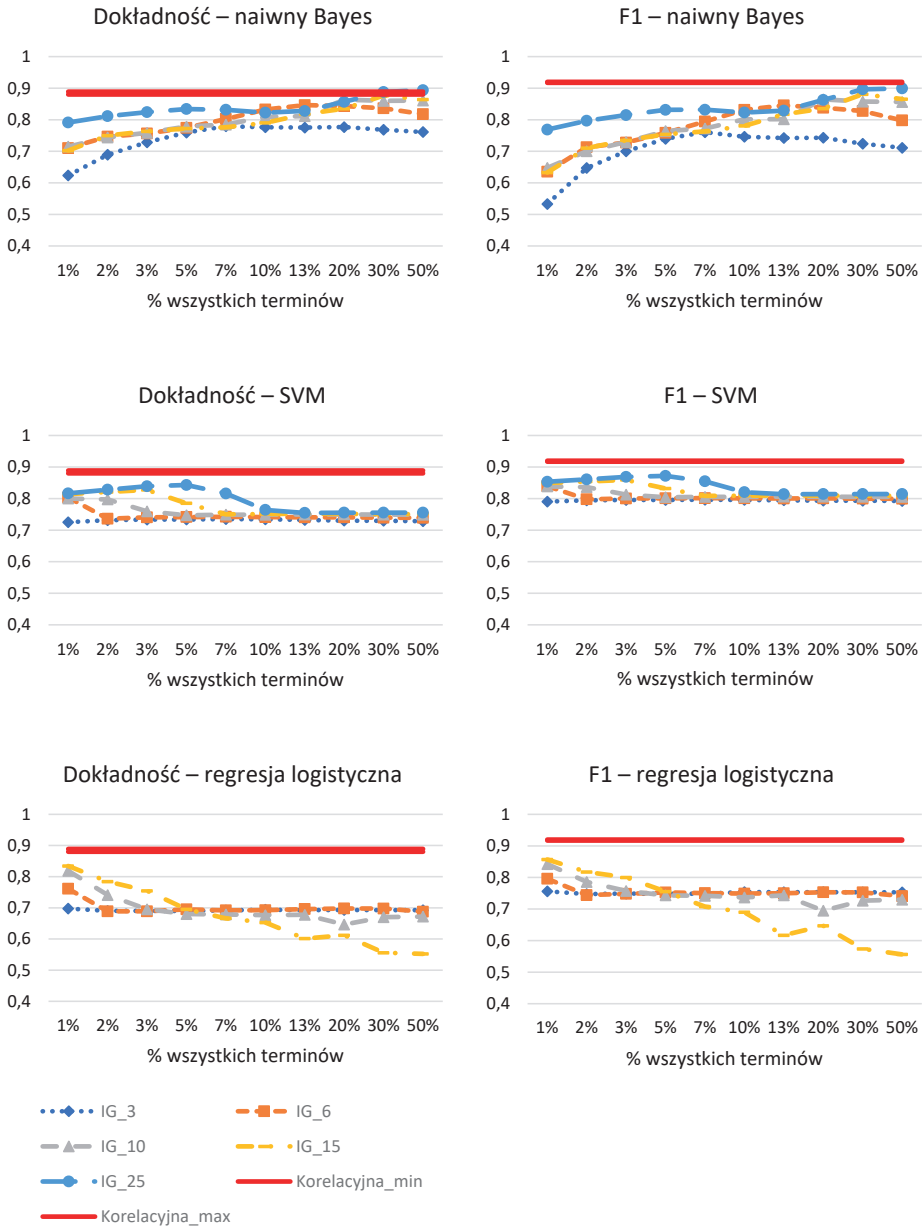 Dokładność – naiwny Bayes
1
0,9
0,8
0,7
0,6
0,5
0,4
1% 2% 3% 5% 7% 10% 13% 20% 30% 50%
% wszystkich terminów
F1 – naiwny Bayes
1
0,9
0,8
0,7
0,6
0,5
0,4
1% 2% 3% 5% 7% 10% 13% 20% 30% 50%
% wszystkich terminów
Dokładność – SVM
1
0,9
0,8
0,7
0,6
0,5
0,4
1% 2% 3% 5% 7% 10% 13% 20% 30% 50%
% wszystkich terminów
F1 – SVM
1
0,9
0,8
0,7
0,6
0,5
0,4
1% 2% 3% 5% 7% 10% 13% 20% 30% 50%
% wszystkich terminów
Dokładność – regresja logistyczna
1
0,9
0,8
0,7
0,6
0,5
0,4
1% 2% 3% 5% 7% 10% 13% 20% 30% 50%
% wszystkich terminów
F1 – regresja logistyczna
1
0,9
0,8
0,7
0,6
0,5
0,4
1% 2% 3% 5% 7% 10% 13% 20% 30% 50%
% wszystkich terminów
IG_3
IG_6
IG_10
IG_15
IG_25
Korelacyjna_min
Korelacyjna_max